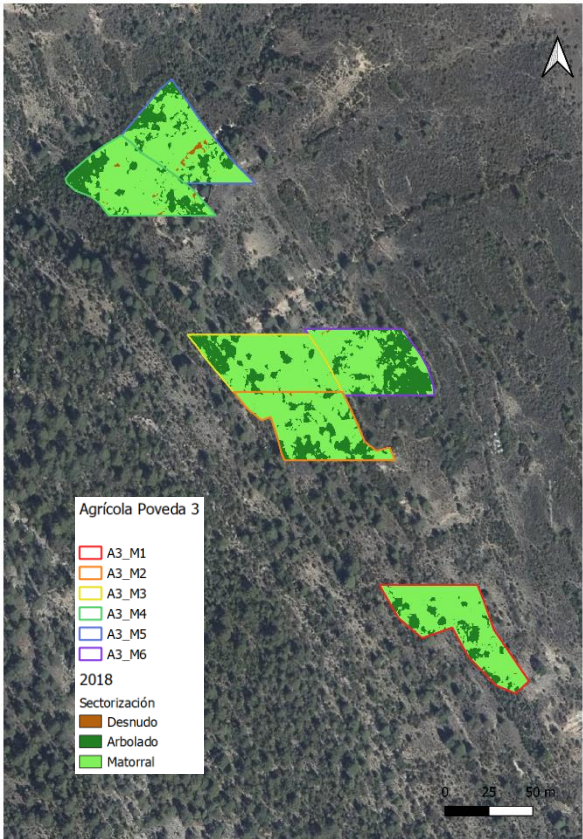 Agrícola Poveda 3
A3_M1
A3_M2
A3_M3
A3_M4
A3_M5
A3_M6
2018
Sectorización
Desnudo
Arbolado
Matorral
0 25 50 m